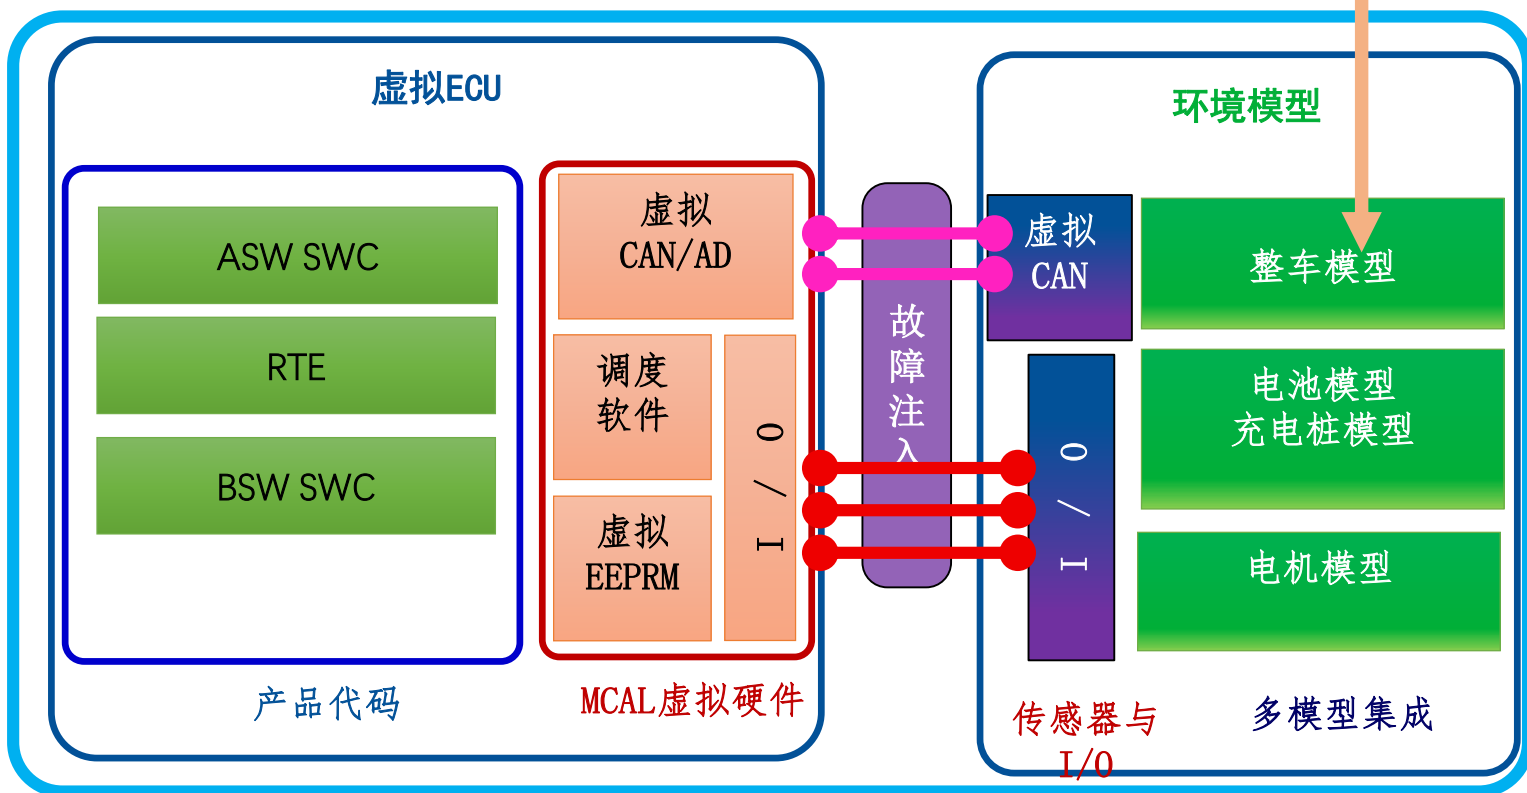 虚拟ECU
ASW SWC
RTE
BSW SWC
产品代码
虚拟
CAN/AD
调度
软件
虚拟
EEPRM
I/O
MCAL虚拟硬件
故
障
注
入
环境模型
虚拟
CAN
I/O
传感器与
I/O
整车模型
电池模型
充电桩模型
电机模型
多模型集成